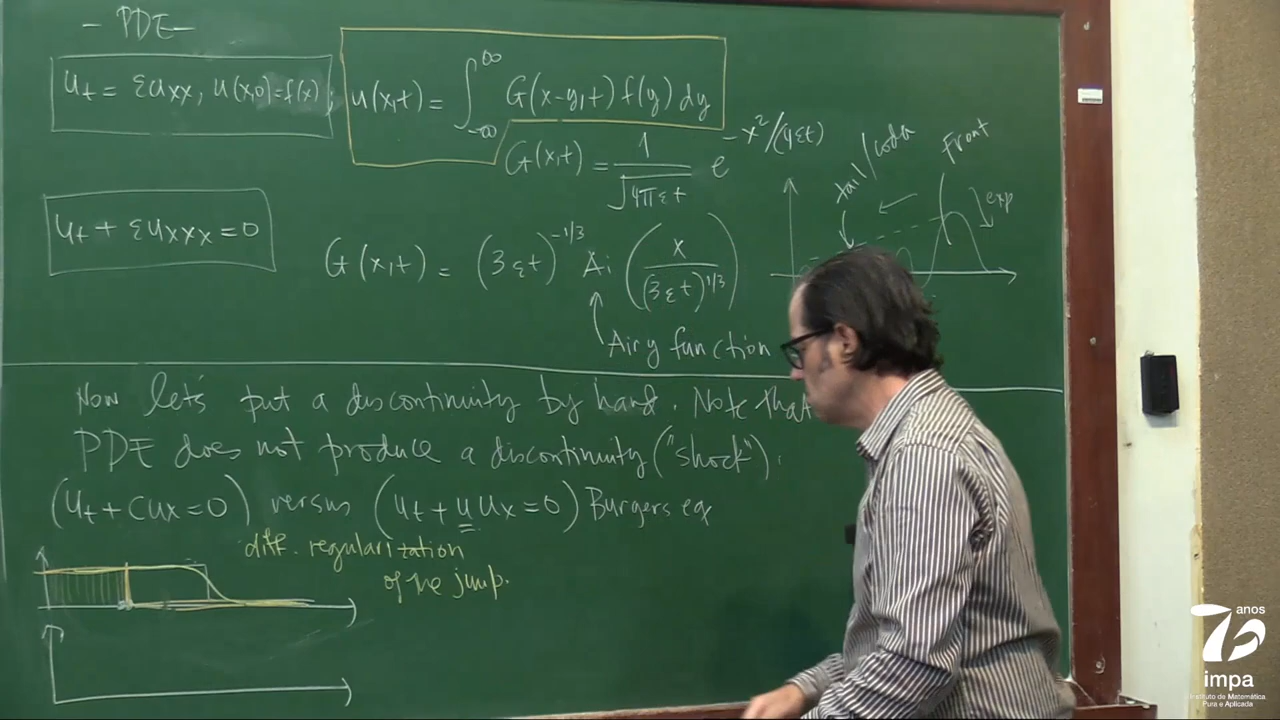 - PDE -
u_t = εu_xx, u(x,0)=f(x); u(x,t) = ∫_{-∞}^{∞} G(x-y,t) f(y) dy
G(x,t) = 1/√(4πεt) e^{-x²/(4εt)}
tail/coda Front
exp
u_t + εu_xxx = 0
G(x,t) = (3εt)^{-1/3} Ai (x/(3εt)^{1/3})
Airy function
Now let's put a discontinuity by hand. Note that
PDE does not produce a discontinuity ("shock").
(u_t + cu_x = 0) versus (u_t + u u_x = 0) Burgers eq
diff. regularization
of the jump.
anos
75
impa
Instituto de Matemática
Pura e Aplicada